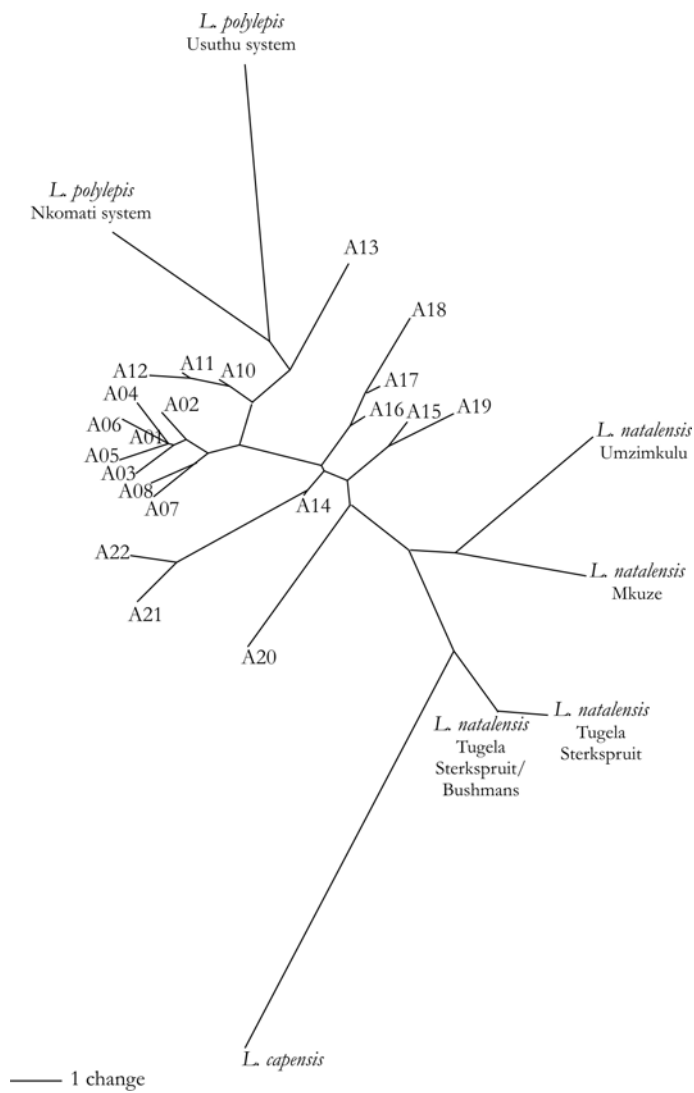 L. polylepis
Usuthu system
L. polylepis
Nkomati system
A13
A18
A12
A11
A10
A17
A04
A02
A16
A15
A19
A06
A01
L. natalensis
Umzimkulu
A05
A03
A08
A07
A14
A22
L. natalensis
Mkuze
A21
A20
L. natalensis
Tugela
Sterkspruit/
Bushmans
L. natalensis
Tugela
Sterkspruit
L. capensis
1 change